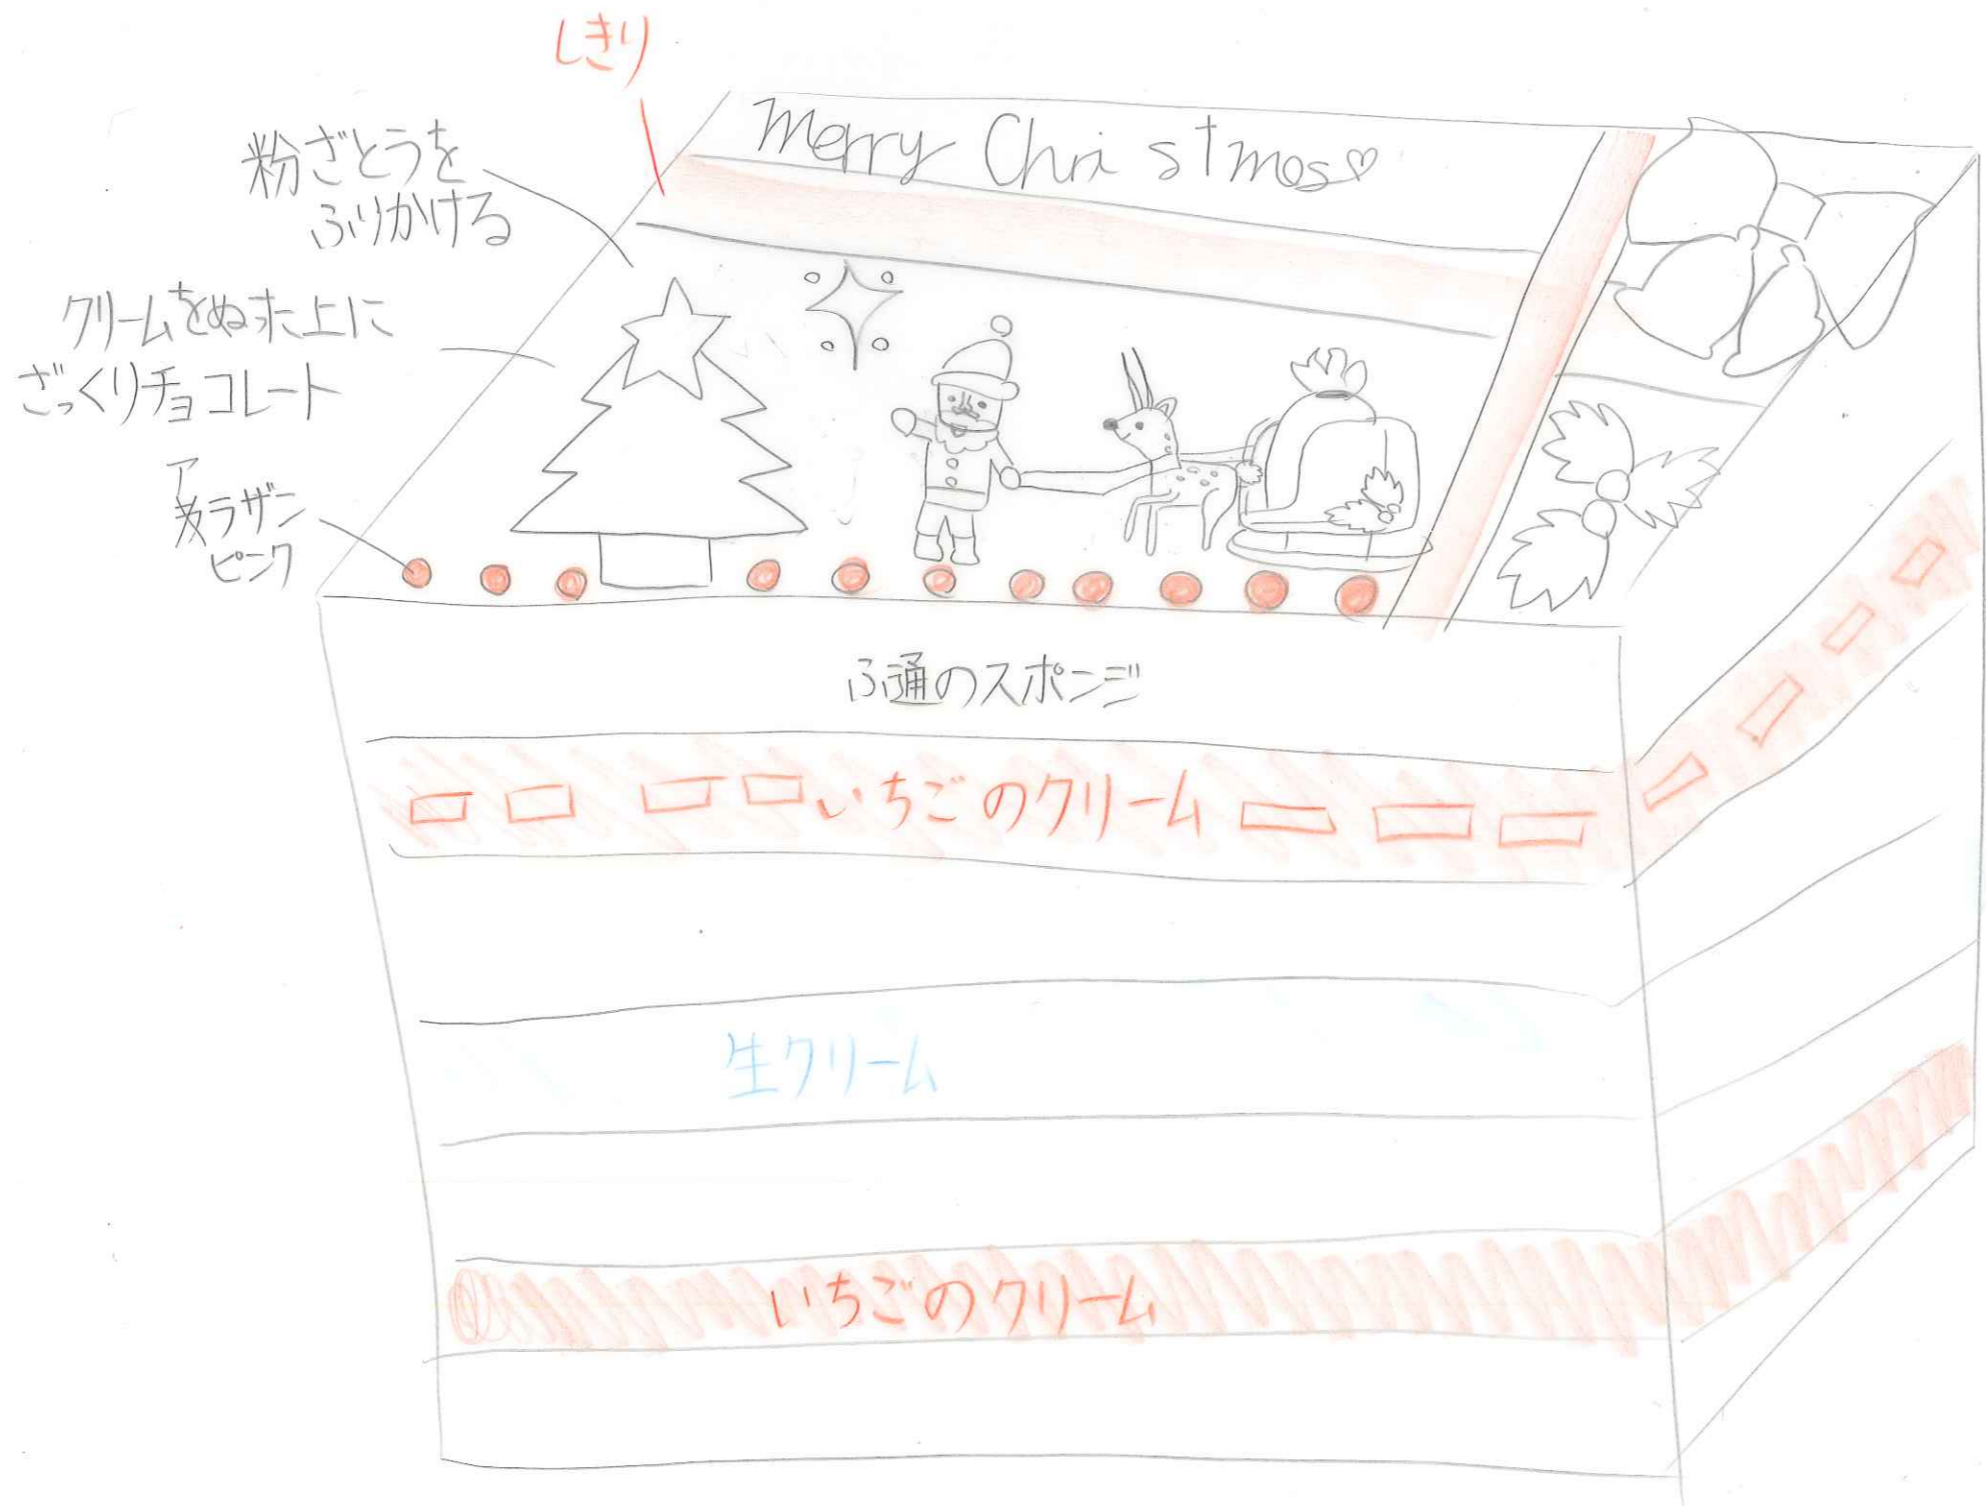 しきり
Merry Christmas♡
粉ざとうを
ふりかける
クリームをぬった上に
ざっくりチョコレート
アラザン
ピンク
ふ通のスポンジ
いちごのクリーム
生クリーム
いちごのクリーム